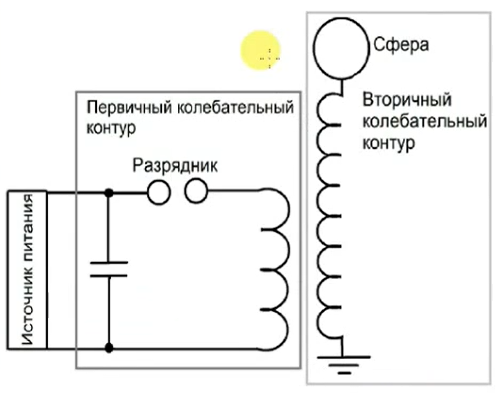 Сфера
Вторичный
колебательный
контур
Первичный колебательный
контур
Разрядник
Источник питания